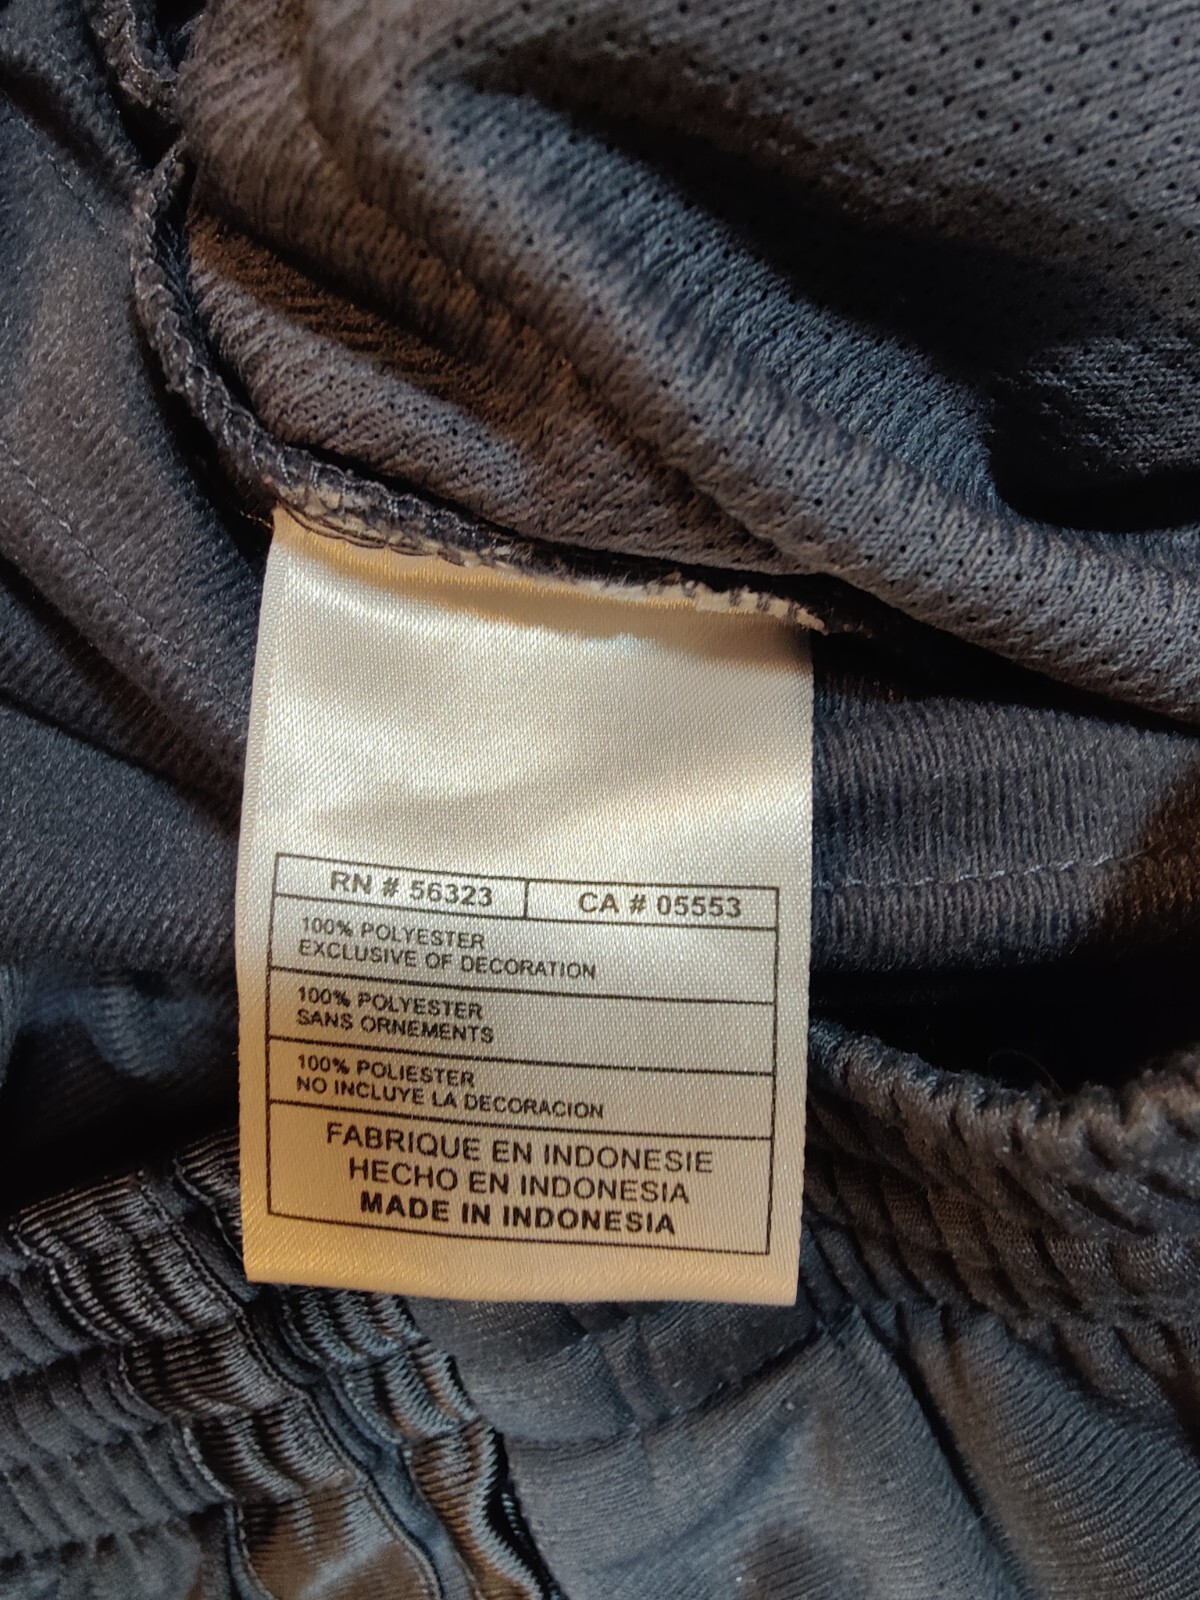 RN # 56323 CA # 05553
100% POLYESTER
EXCLUSIVE OF DECORATION
100% POLYESTER
SANS ORNEMENTS
100% POLIESTER
NO INCLUYE LA DECORACION
FABRIQUE EN INDONESIE
HECHO EN INDONESIA
MADE IN INDONESIA